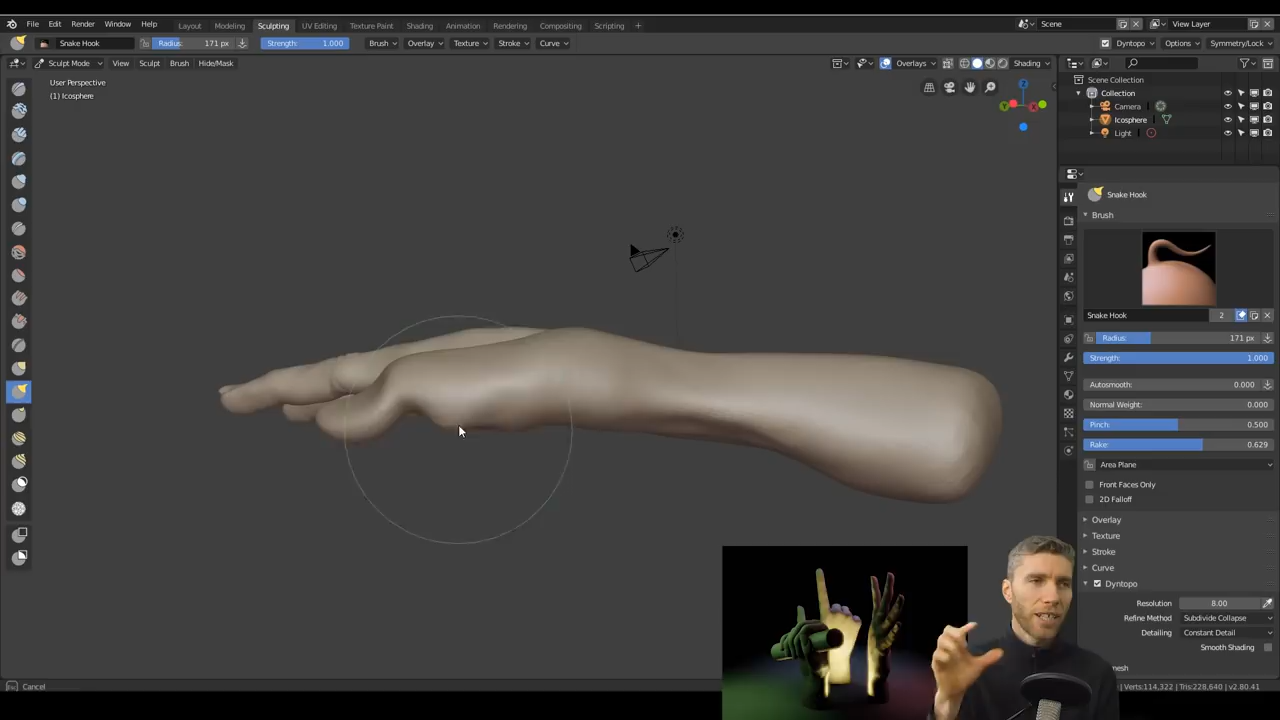 File Edit Render Window Help Layout Modeling Sculpting UV Editing Texture Paint Shading Animation Rendering Compositing Scripting + Scene View Layer
Snake Hook Radius: 171 px Strength: 1.000 Brush Overlay Texture Stroke Curve Dyntopo Options Symmetry/Lock
Sculpt Mode View Sculpt Brush Hide/Mask Overlays Shading
User Perspective
(1) Icosphere
Z
Y
X
Scene Collection
Collection
Camera
Icosphere
Light
Snake Hook
Brush
Snake Hook 2
Radius: 171 px
Strength: 1.000
Autosmooth: 0.000
Normal Weight: 0.000
Pinch: 0.500
Rake: 0.629
Area Plane
Front Faces Only
2D Falloff
Overlay
Texture
Stroke
Curve
Dyntopo
Resolution 8.00
Refine Method Subdivide Collapse
Detailing Constant Detail
Smooth Shading
Cancel
Verts:114,322 | Tris:228,640 | v2.80.41